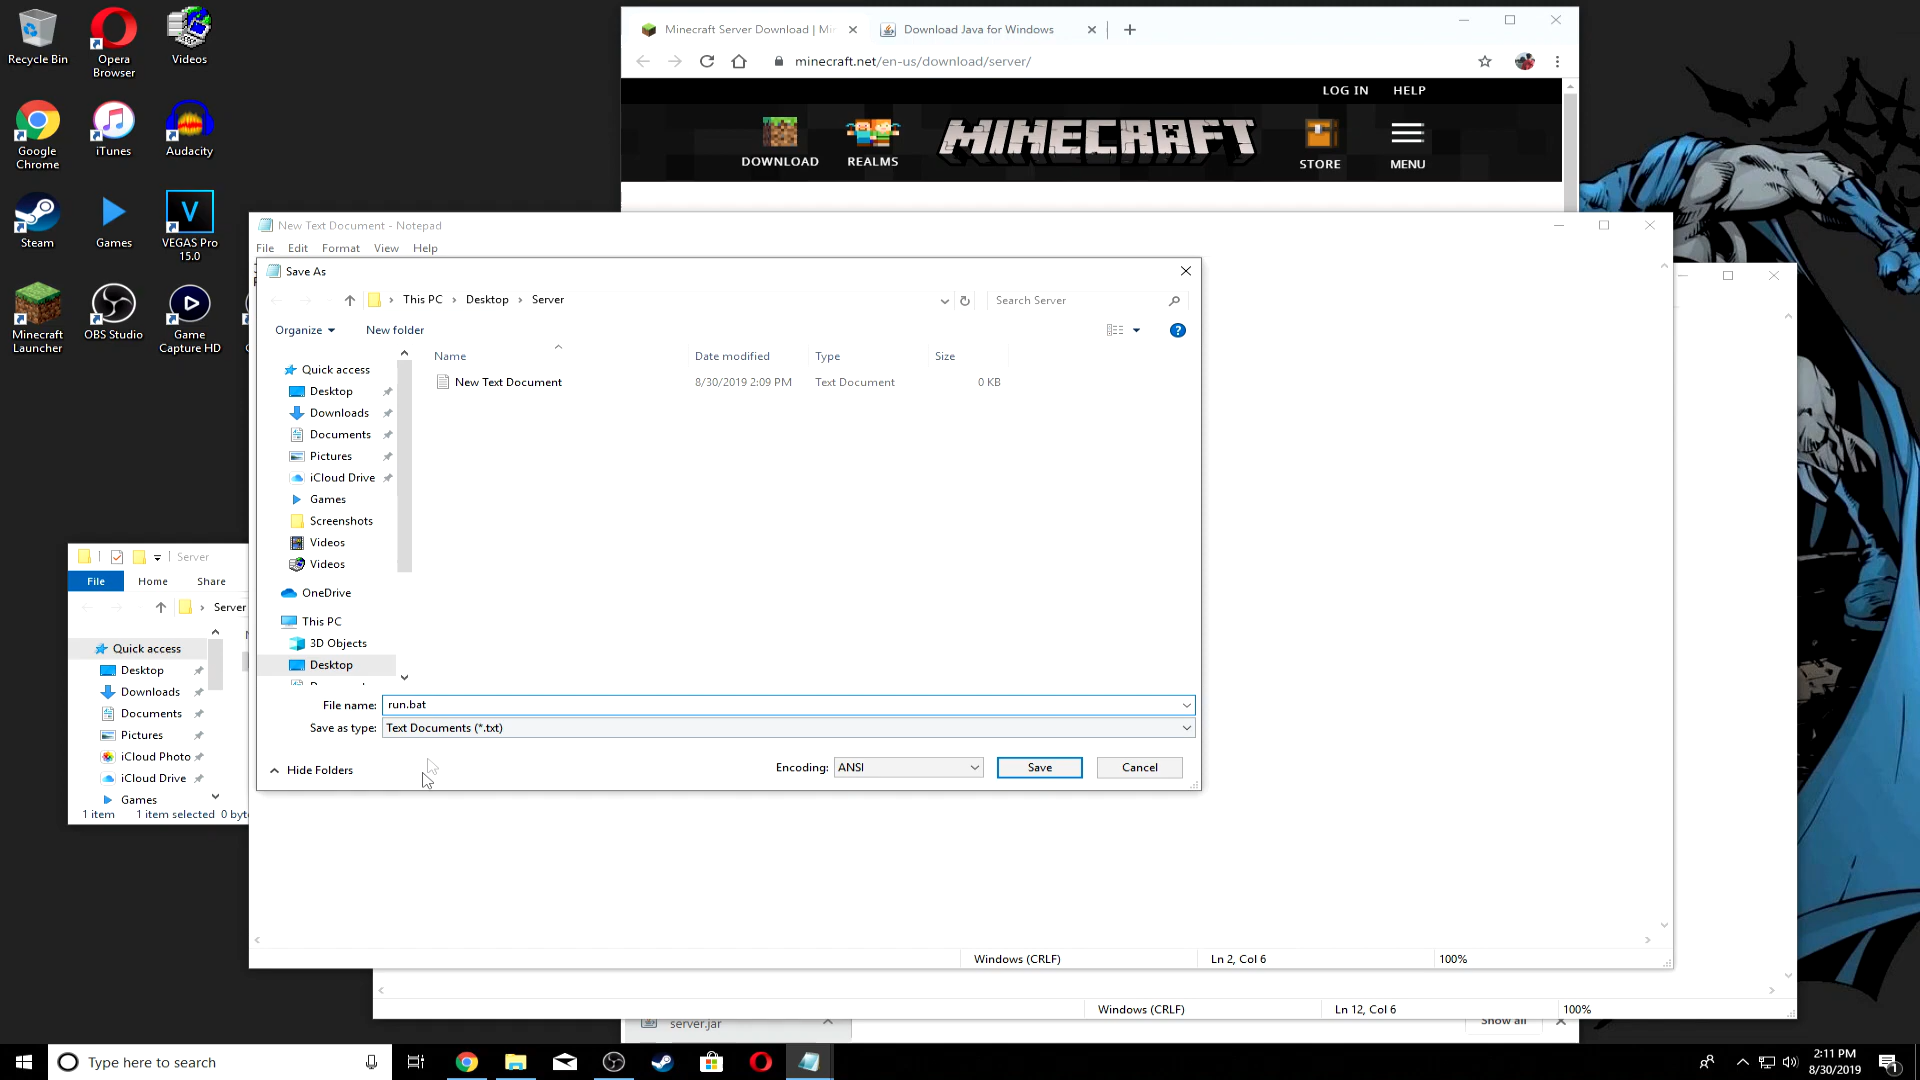 Recycle Bin
Opera Browser
Videos
Google Chrome
iTunes
Audacity
Steam
Games
VEGAS Pro 15.0
Minecraft Launcher
OBS Studio
Game Capture HD
Minecraft Server Download | Mi
Download Java for Windows
minecraft.net/en-us/download/server/
LOG IN
HELP
DOWNLOAD
REALMS
MINECRAFT
STORE
MENU
New Text Document - Notepad
File Edit Format View Help
Save As
This PC > Desktop > Server
Search Server
Organize
New folder
Name Date modified Type Size
New Text Document 8/30/2019 2:09 PM Text Document 0 KB
Quick access
Desktop
Downloads
Documents
Pictures
iCloud Drive
Games
Screenshots
Videos
Videos
OneDrive
This PC
3D Objects
Desktop
File name: run.bat
Save as type: Text Documents (*.txt)
Hide Folders
Encoding: ANSI
Save
Cancel
Server
File Home Share
Server
Quick access
Desktop
Downloads
Documents
Pictures
iCloud Photo
iCloud Drive
Games
1 item 1 item selected 0 byt
Windows (CRLF) Ln 2, Col 6 100%
Windows (CRLF) Ln 12, Col 6 100%
server.jar
Show all
Type here to search
2:11 PM
8/30/2019
1